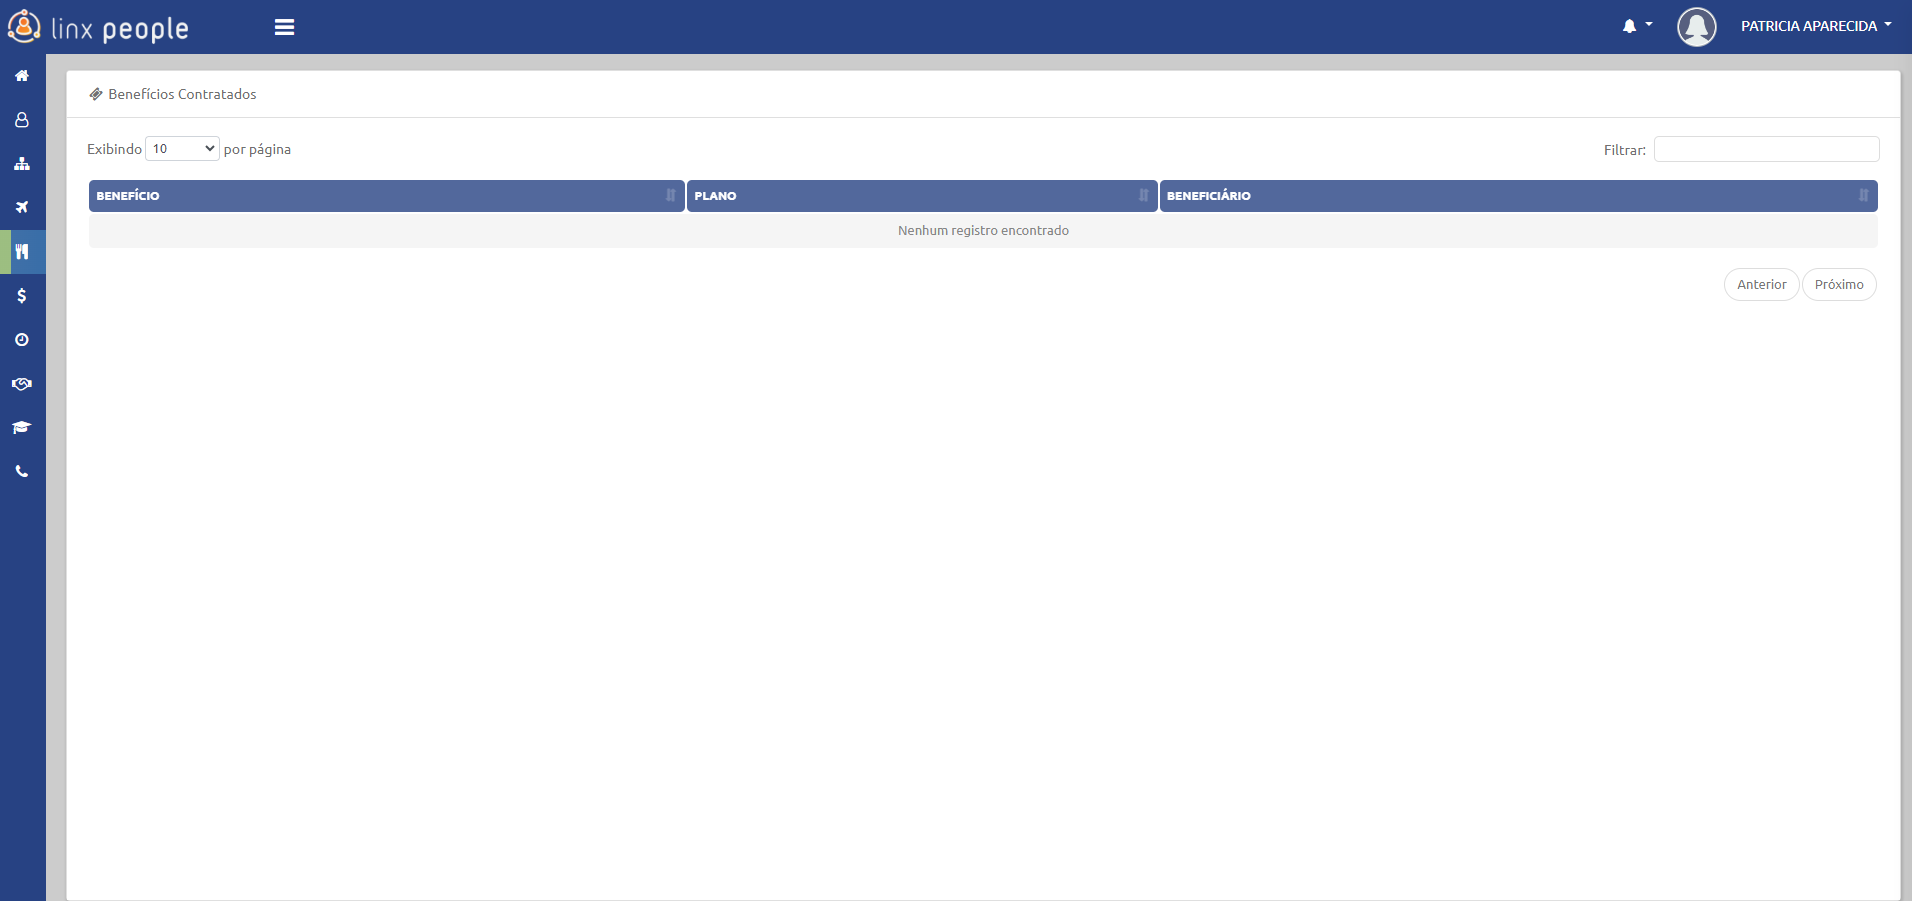 linx people
PATRICIA APARECIDA
Benefícios Contratados
Exibindo 10 por página
Filtrar:
BENEFÍCIO PLANO BENEFICIÁRIO
Nenhum registro encontrado
Anterior Próximo